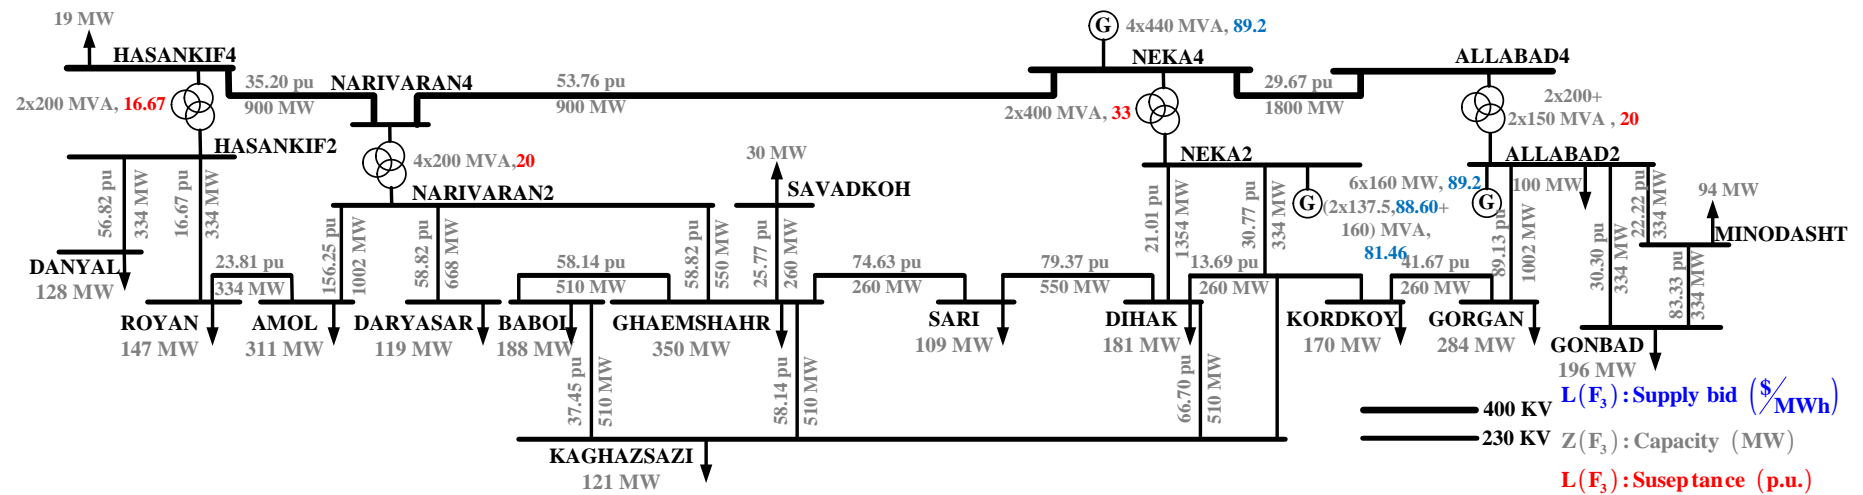 19 MW
HASANKIF4
35.20 pu
900 MW
NARIVARAN4
53.76 pu
900 MW
G 4x440 MVA, 89.2
NEKA4
29.67 pu
1800 MW
ALLABAD4
2x200 MVA, 16.67
2x400 MVA, 33
2x200+
2x150 MVA , 20
HASANKIF2
4x200 MVA,20
NARIVARAN2
30 MW
SAVADKOH
NEKA2
ALLABAD2
6x160 MW, 89.2
G
(2x137.5,88.60+
160) MVA,
81.46
G
100 MW
94 MW
MINODASHT
56.82 pu
334 MW
16.67 pu
334 MW
156.25 pu
1002 MW
58.82 pu
668 MW
58.82 pu
550 MW
25.77 pu
260 MW
21.01 pu
1354 MW
30.77 pu
334 MW
89.13 pu
1002 MW
30.30 pu
334 MW
22.22 pu
334 MW
83.33 pu
334 MW
DANYAL
128 MW
23.81 pu
334 MW
58.14 pu
510 MW
74.63 pu
260 MW
79.37 pu
550 MW
13.69 pu
260 MW
41.67 pu
260 MW
ROYAN
147 MW
AMOL
311 MW
DARYASAR
119 MW
BABOL
188 MW
GHAEMSHAHR
350 MW
SARI
109 MW
DIHAK
181 MW
KORDKOY
170 MW
GORGAN
284 MW
GONBAD
196 MW
37.45 pu
510 MW
58.14 pu
510 MW
66.70 pu
510 MW
KAGHAZSAZI
121 MW
400 KV
230 KV
L(F₃): Supply bid ($/MWh)
Z(F₃): Capacity (MW)
L(F₃): Suseptance (p.u.)